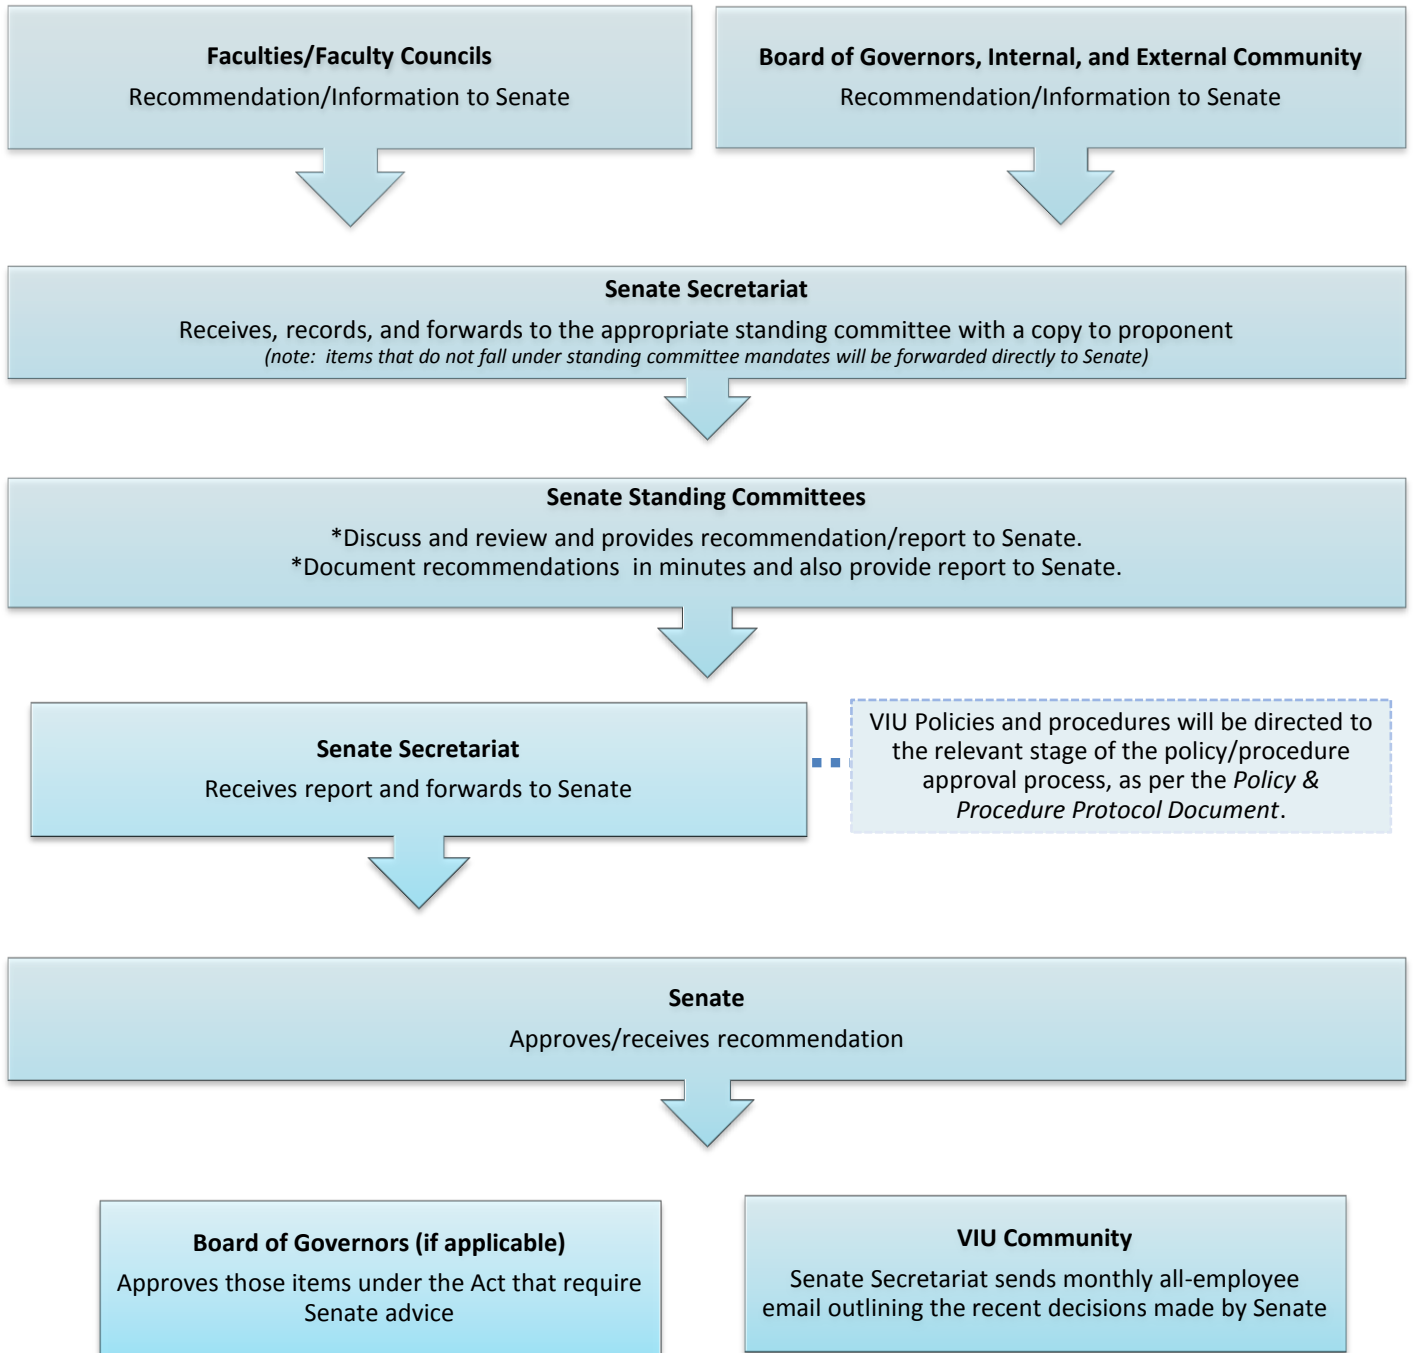 Faculties/Faculty Councils
Recommendation/Information to Senate
Board of Governors, Internal, and External Community
Recommendation/Information to Senate
Senate Secretariat
Receives, records, and forwards to the appropriate standing committee with a copy to proponent
(note:  items that do not fall under standing committee mandates will be forwarded directly to Senate)
Senate Standing Committees
*Discuss and review and provides recommendation/report to Senate.
*Document recommendations  in minutes and also provide report to Senate.
Senate Secretariat
Receives report and forwards to Senate
VIU Policies and procedures will be directed to
the relevant stage of the policy/procedure
approval process, as per the Policy &
Procedure Protocol Document.
Senate
Approves/receives recommendation
Board of Governors (if applicable)
Approves those items under the Act that require
Senate advice
VIU Community
Senate Secretariat sends monthly all-employee
email outlining the recent decisions made by Senate